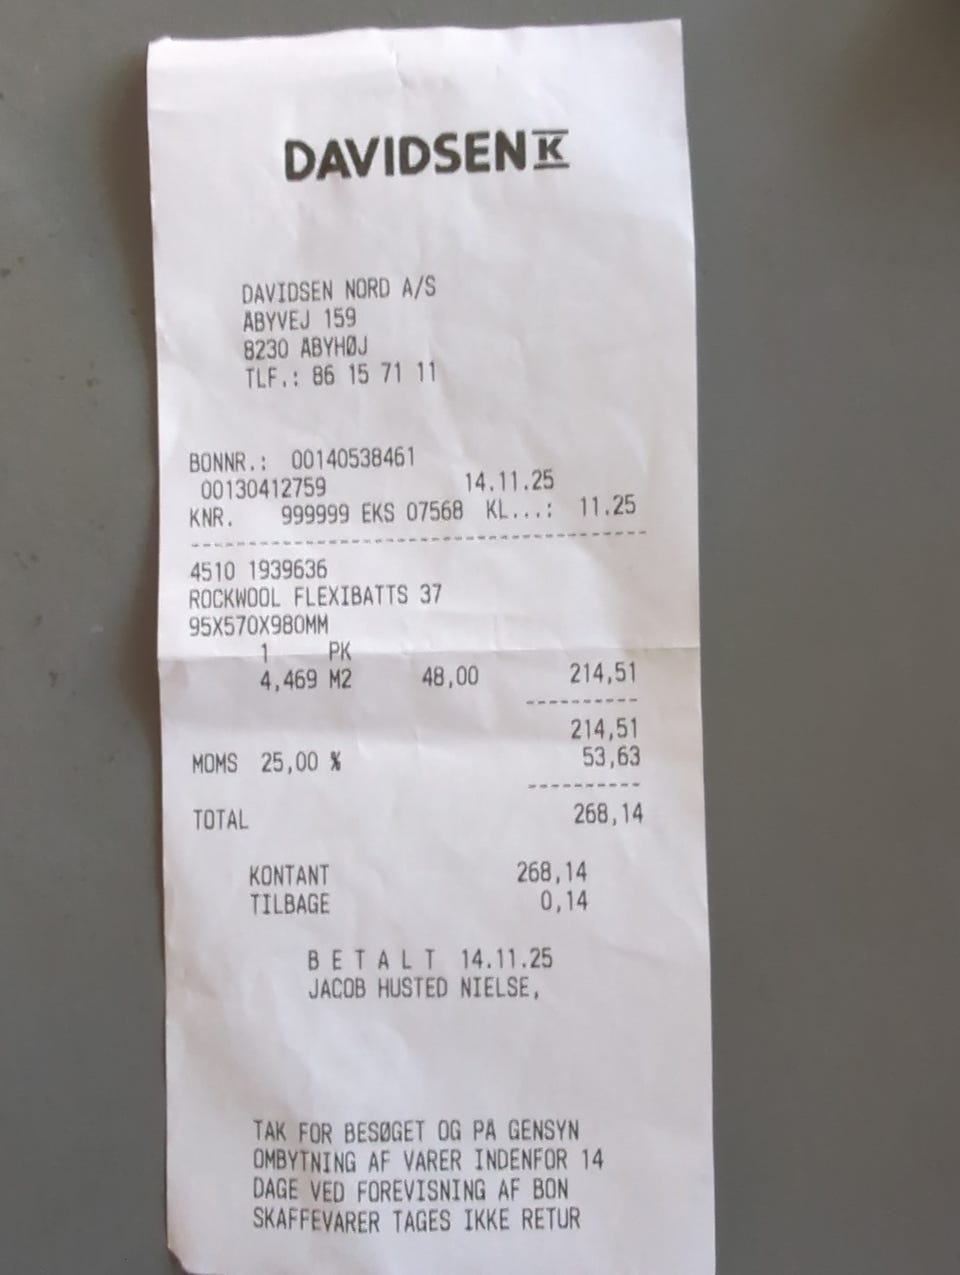 DAVIDSEN K
DAVIDSEN NORD A/S
ÅBYVEJ 159
8230 ÅBYHØJ
TLF.: 86 15 71 11
BONNR.: 00140538461
00130412759 14.11.25
KNR. 999999 EKS 07568 KL...: 11.25
4510 1939636
ROCKWOOL FLEXIBATTS 37
95X570X980MM
1 PK
4,469 M2 48,00 214,51
214,51
MOMS 25,00 % 53,63
TOTAL 268,14
KONTANT 268,14
TILBAGE 0,14
B E T A L T 14.11.25
JACOB HUSTED NIELSE,
TAK FOR BESØGET OG PÅ GENSYN
OMBYTNING AF VARER INDENFOR 14
DAGE VED FOREVISNING AF BON
SKAFFEVARER TAGES IKKE RETUR